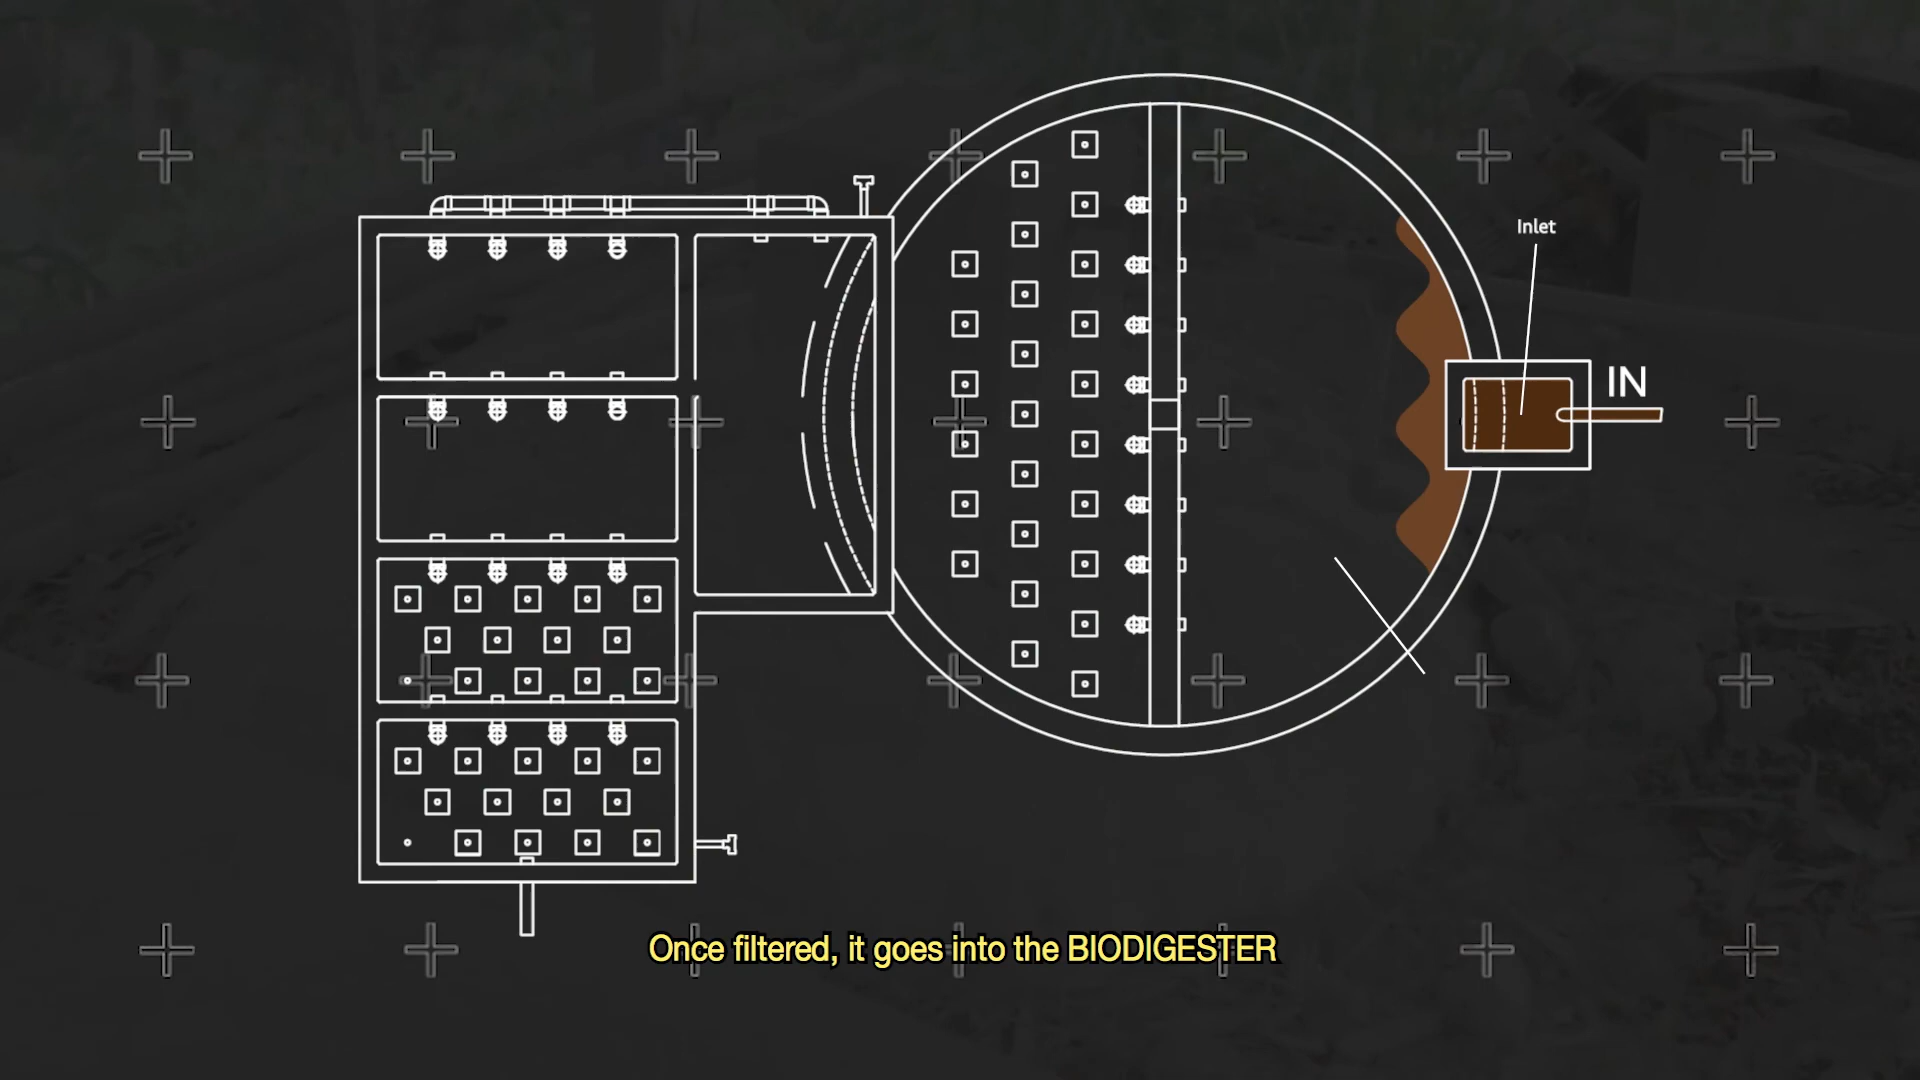 Inlet
IN
Once filtered, it goes into the BIODIGESTER